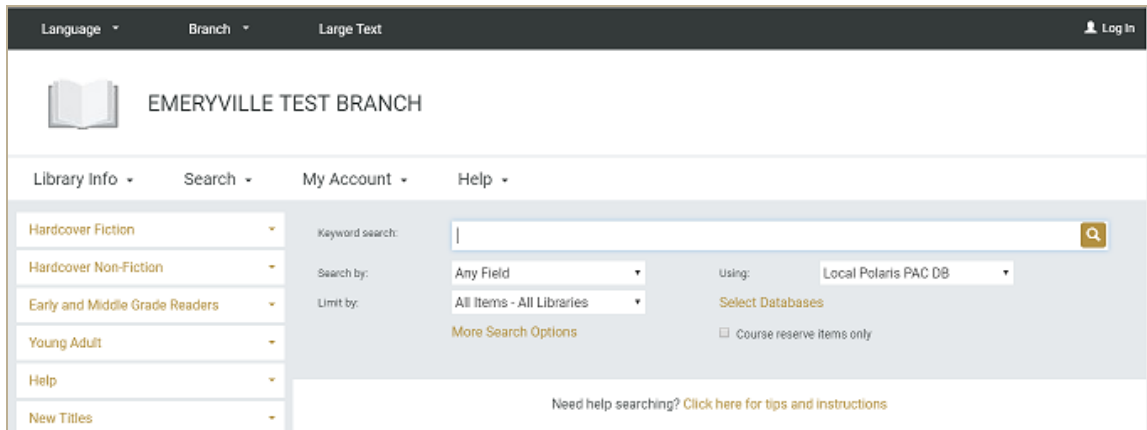 Language Branch Large Text Log In
EMERYVILLE TEST BRANCH
Library Info Search My Account Help
Hardcover Fiction
Hardcover Non-Fiction
Early and Middle Grade Readers
Young Adult
Help
New Titles
Keyword search:
Search by: Any Field Using: Local Polaris PAC DB
Limit by: All Items - All Libraries Select Databases
More Search Options Course reserve items only
Need help searching? Click here for tips and instructions